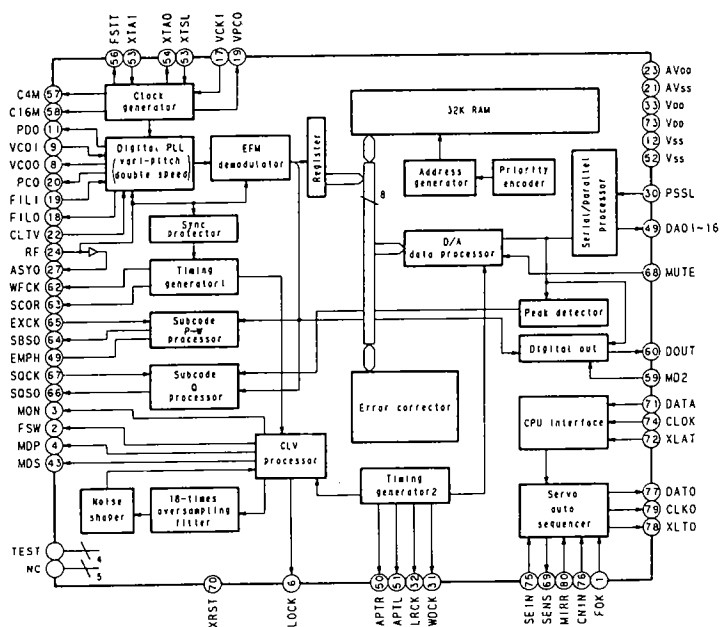 FSTT
XTAI
XTAO
XTSL
VCKI
VPCO
56
53
54
53
17
19
C4M 57
C16M 58
PDO 11
VCOI 9
VCOO 8
PCO 20
FILI 19
FILO 18
CLTV 22
RF 24
ASYO 27
WFCK 62
SCOR 63
EXCK 65
SBSO 64
EMPH 49
SQCK 67
SQSO 66
MON 3
FSW 2
MDP 4
MDS 43
TEST 4
NC 5
Clock
generator
Digital PLL
vari-pitch
double speed
EFM
demodulator
Register
Sync
protector
Timing
generator1
Subcode
P-W
processor
Subcode
Q
processor
CLV
processor
Noise
shaper
18-times
oversampling
filter
32K RAM
8
Address
generator
Priority
encoder
Serial/Parallel
Processor
D/A
data processor
Peak detector
Digital out
Error corrector
CPU Interface
Timing
generator2
Servo
auto
sequencer
23 AVDD
21 AVSS
33 VDD
73 VDD
12 VSS
52 VSS
30 PSSL
49 DAO1~16
68 MUTE
60 DOUT
59 MD2
71 DATA
74 CLOK
72 XLAT
77 DATO
79 CLKO
78 XLTO
70
6
50
51
32
31
75
69
80
76
1
XRST
LOCK
APTR
APTL
LRCK
WDCK
SEIN
SENS
MIRR
CNIN
FOK